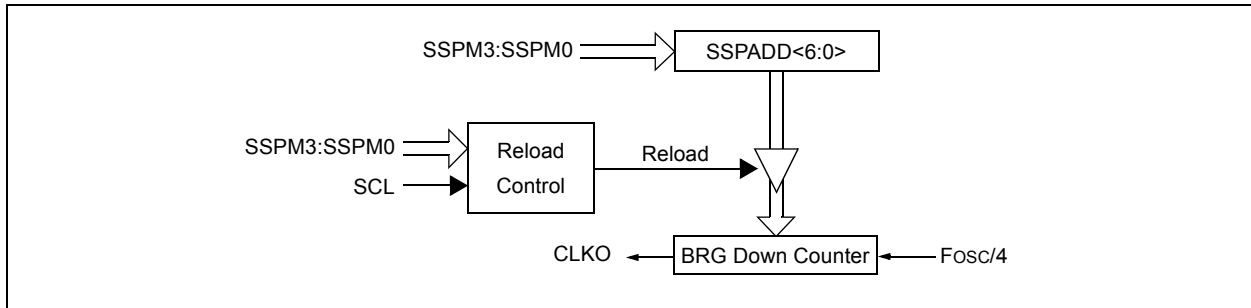 SSPM3:SSPM0
SSPADD<6:0>
SSPM3:SSPM0
SCL
Reload
Control
Reload
CLKO
BRG Down Counter
FOSC/4